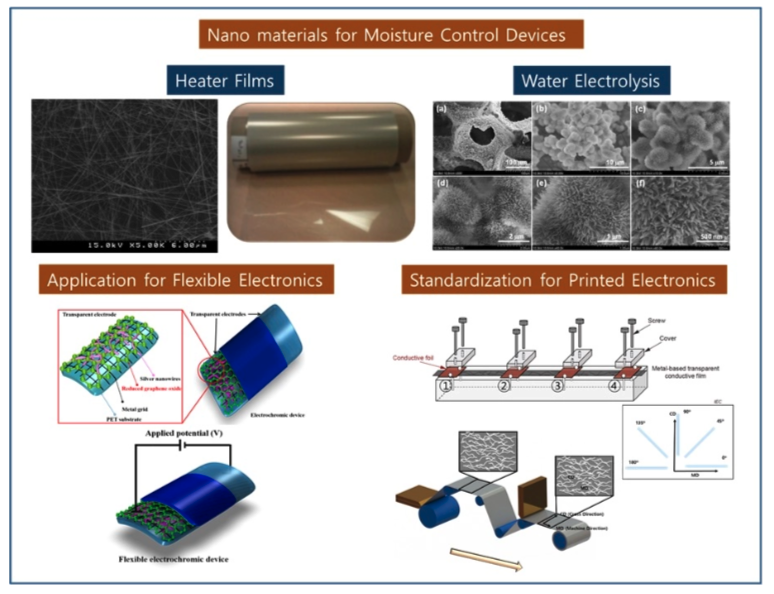 Nano materials for Moisture Control Devices
Heater Films
Water Electrolysis
15.0kV X5.00K 6.00µm
(a)
(b)
10 µm
(c)
5 µm
(d)
2 µm
(e)
1 µm
(f)
500 nm
Application for Flexible Electronics
Transparent electrode
Transparent electrodes
Silver nanowires
Reduced graphene oxide
Metal grid
PET substrate
Electrochromic device
Applied potential (V)
Flexible electrochromic device
Standardization for Printed Electronics
Screw
Cover
Conductive foil
Metal-based transparent
conductive film
1
2
3
4
IEC
CD
90°
135°
45°
180°
0°
MD
CD (Cross Direction)
MD (Machine Direction)